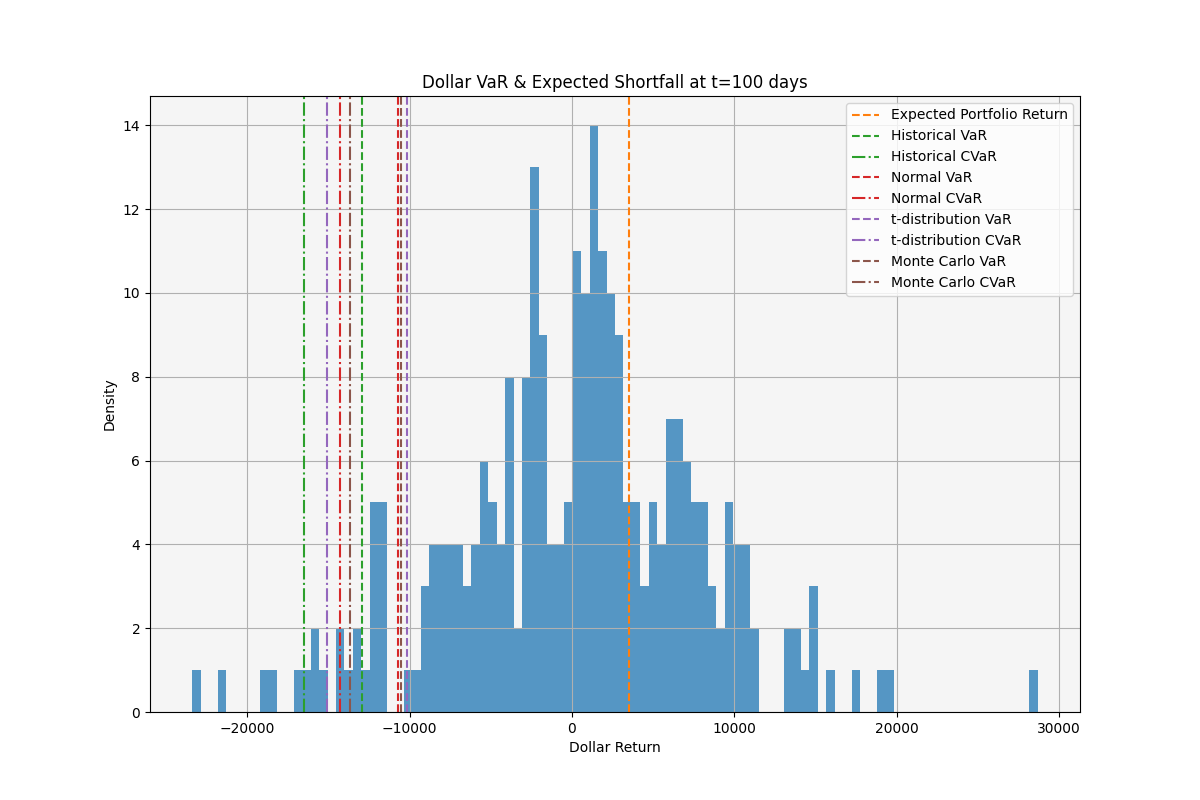 Dollar VaR & Expected Shortfall at t=100 days
Expected Portfolio Return
Historical VaR
Historical CVaR
Normal VaR
Normal CVaR
t-distribution VaR
t-distribution CVaR
Monte Carlo VaR
Monte Carlo CVaR
Density
14
12
10
8
6
4
2
0
−20000 −10000 0 10000 20000 30000
Dollar Return